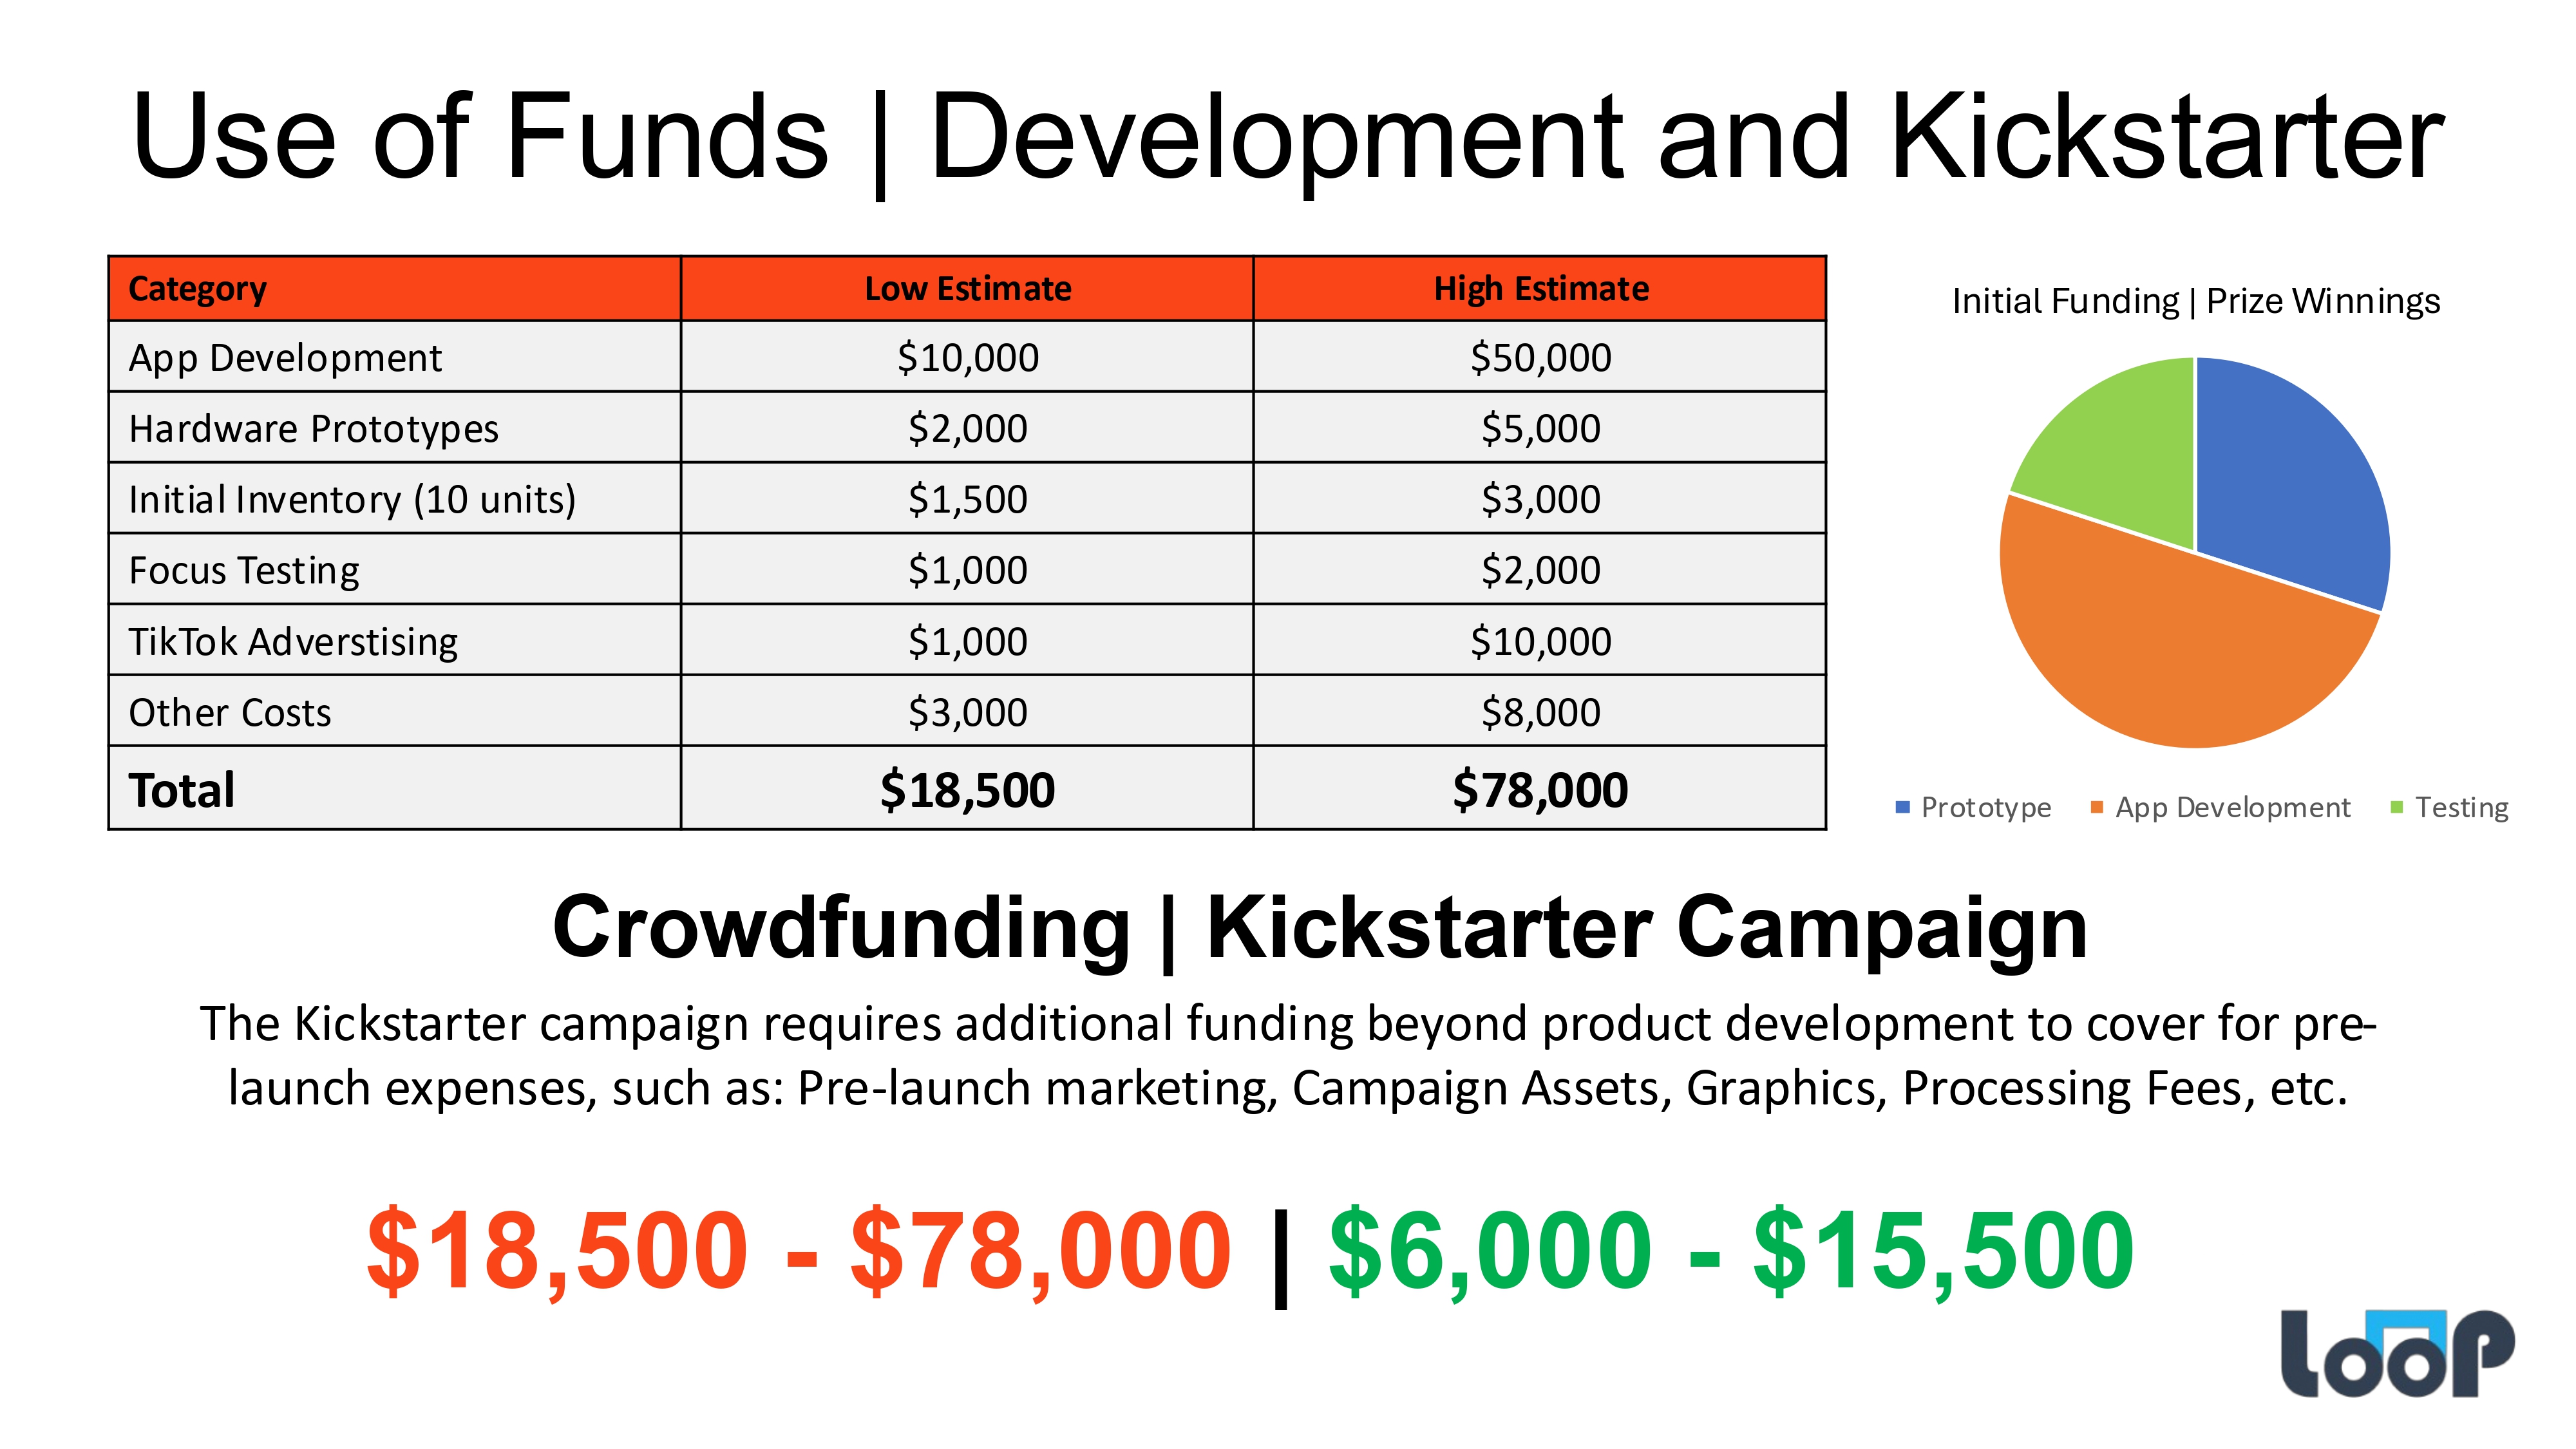 Use of Funds | Development and Kickstarter
Category Low Estimate High Estimate
App Development $10,000 $50,000
Hardware Prototypes $2,000 $5,000
Initial Inventory (10 units) $1,500 $3,000
Focus Testing $1,000 $2,000
TikTok Adverstising $1,000 $10,000
Other Costs $3,000 $8,000
Total $18,500 $78,000
Initial Funding | Prize Winnings
Prototype App Development Testing
Crowdfunding | Kickstarter Campaign
The Kickstarter campaign requires additional funding beyond product development to cover for pre-
launch expenses, such as: Pre-launch marketing, Campaign Assets, Graphics, Processing Fees, etc.
$18,500 - $78,000 | $6,000 - $15,500
LOOP